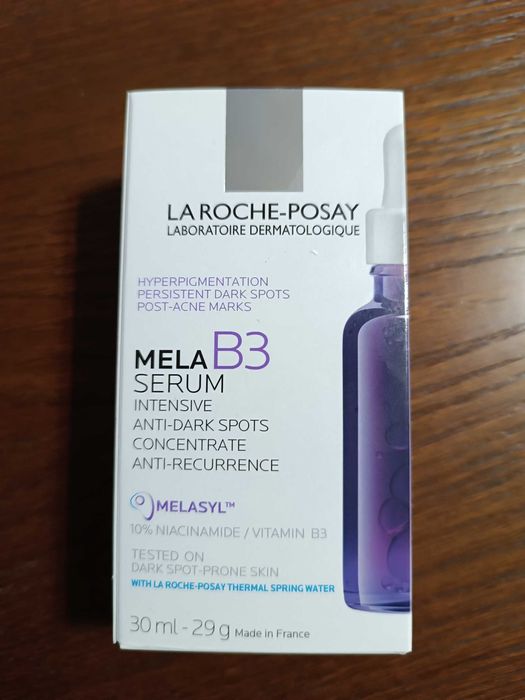 LA ROCHE-POSAY
LABORATOIRE DERMATOLOGIQUE
HYPERPIGMENTATION
PERSISTENT DARK SPOTS
POST-ACNE MARKS
MELA B3
SERUM
INTENSIVE
ANTI-DARK SPOTS
CONCENTRATE
ANTI-RECURRENCE
MELASYL™
10% NIACINAMIDE / VITAMIN B3
TESTED ON
DARK SPOT-PRONE SKIN
WITH LA ROCHE-POSAY THERMAL SPRING WATER
30 ml - 29 g Made in France